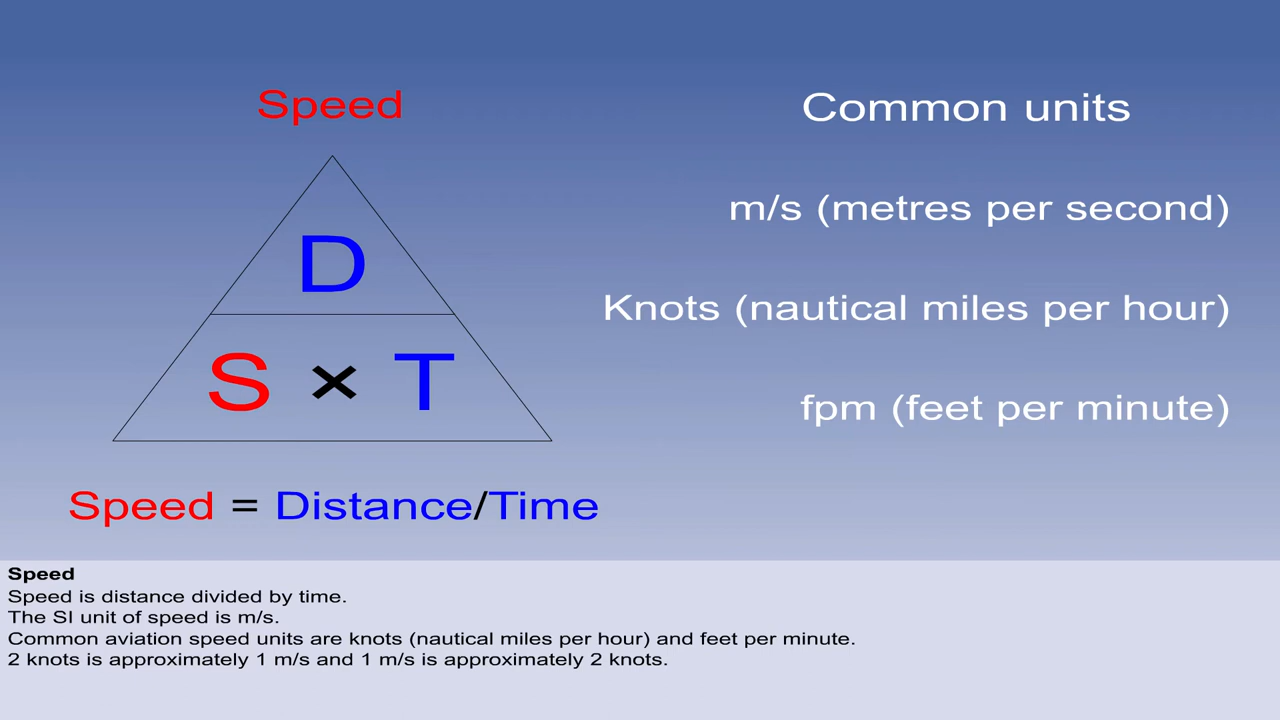 Speed
D
S × T
Speed = Distance/Time
Common units
m/s (metres per second)
Knots (nautical miles per hour)
fpm (feet per minute)
Speed
Speed is distance divided by time.
The SI unit of speed is m/s.
Common aviation speed units are knots (nautical miles per hour) and feet per minute.
2 knots is approximately 1 m/s and 1 m/s is approximately 2 knots.